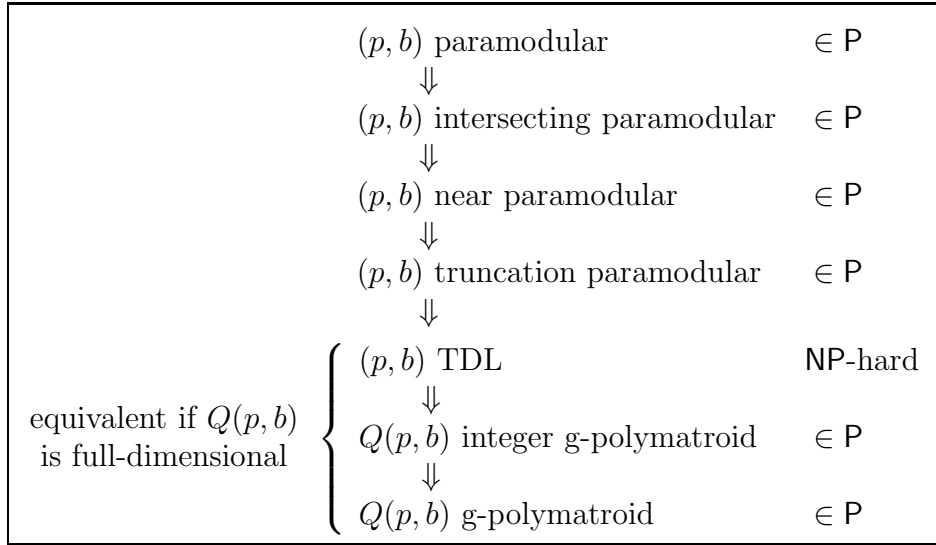 (p, b) paramodular ∈ P
⇓
(p, b) intersecting paramodular ∈ P
⇓
(p, b) near paramodular ∈ P
⇓
(p, b) truncation paramodular ∈ P
⇓
(p, b) TDL NP-hard
⇓
equivalent if Q(p, b)
is full-dimensional
Q(p, b) integer g-polymatroid ∈ P
⇓
Q(p, b) g-polymatroid ∈ P